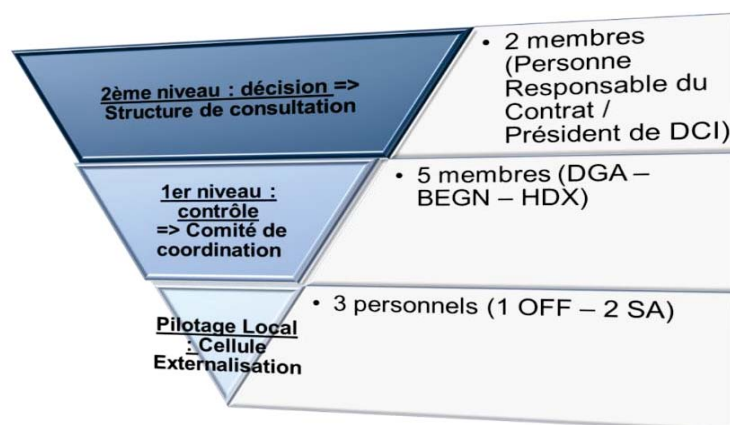 2ème niveau : décision =>
Structure de consultation
• 2 membres
(Personne
Responsable du
Contrat /
Président de DCI)
1er niveau :
contrôle
=> Comité de
coordination
• 5 membres (DGA –
BEGN – HDX)
Pilotage Local
: Cellule
Externalisation
• 3 personnels (1 OFF – 2 SA)